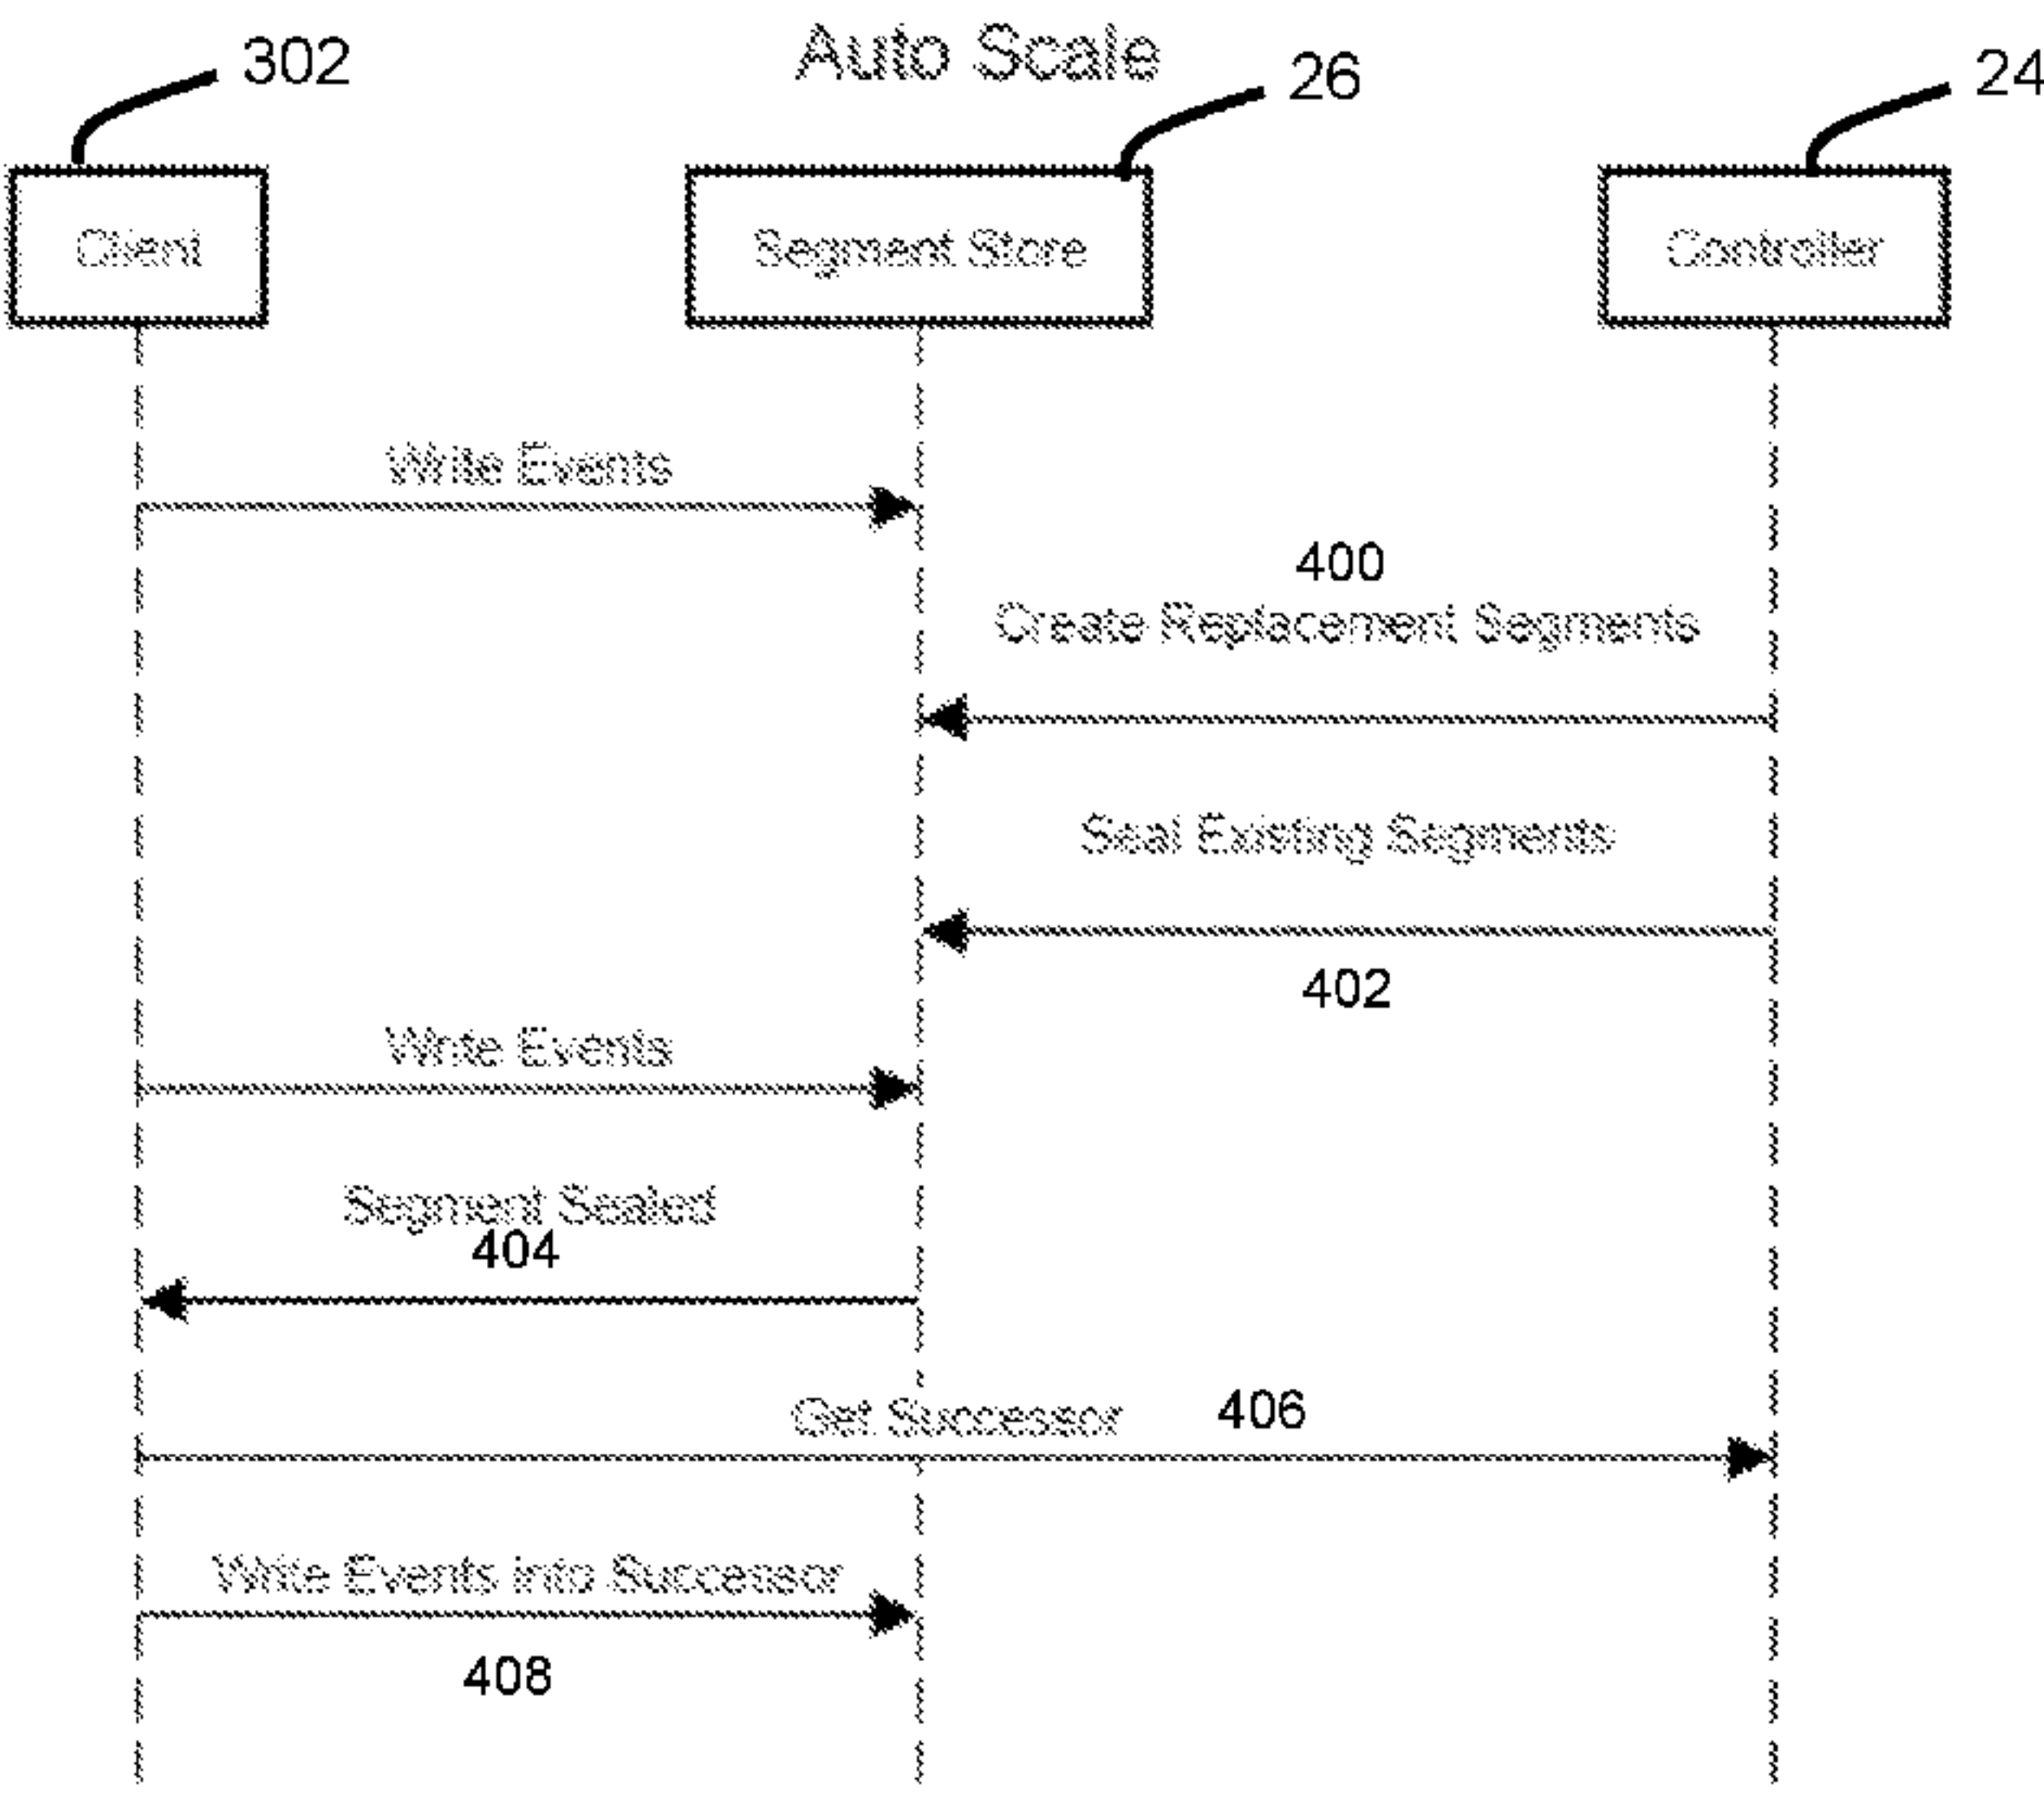 302
Auto Scale
26
24
Client
Segment Store
Controller
Write Events
400
Create Replacement Segments
Seal Existing Segments
402
Write Events
Segment Sealed
404
Get Successor
406
Write Events into Successor
408